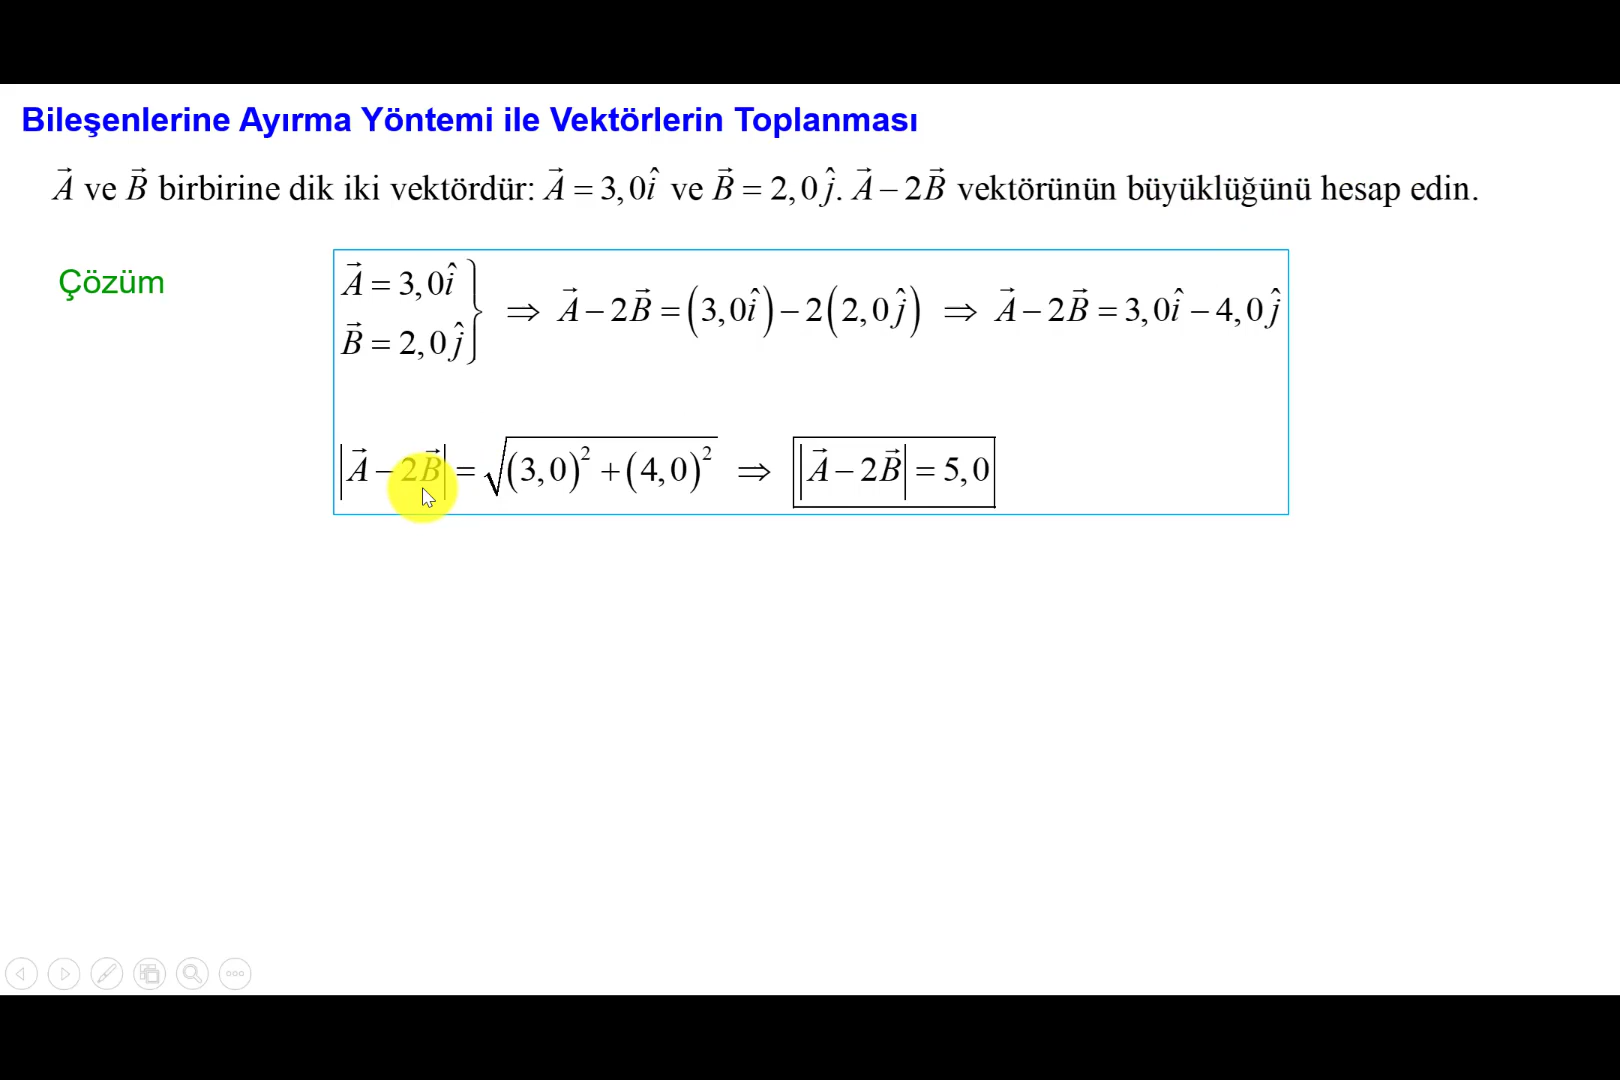 Bileşenlerine Ayırma Yöntemi ile Vektörlerin Toplanması
A⃗ ve B⃗ birbirine dik iki vektördür: A⃗ = 3,0î ve B⃗ = 2,0ĵ. A⃗ − 2B⃗ vektörünün büyüklüğünü hesap edin.
Çözüm
A⃗ = 3,0î
B⃗ = 2,0ĵ } ⇒ A⃗ − 2B⃗ = (3,0î) − 2(2,0ĵ) ⇒ A⃗ − 2B⃗ = 3,0î − 4,0ĵ
|A⃗ − 2B⃗| = √((3,0)² + (4,0)²) ⇒ |A⃗ − 2B⃗| = 5,0